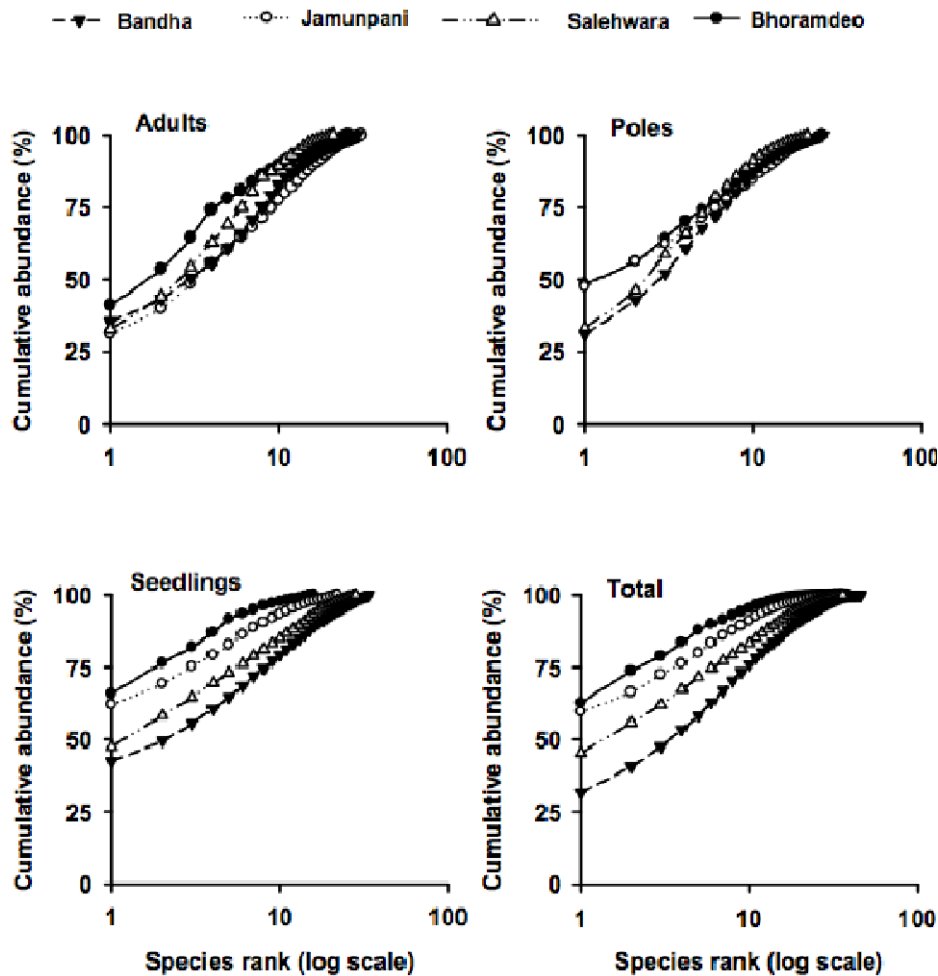 Bandha Jamunpani Salehwara Bhoramdeo
Adults
Cumulative abundance (%)
100
75
50
25
0
1 10 100
Poles
Cumulative abundance (%)
100
75
50
25
0
1 10 100
Seedlings
Cumulative abundance (%)
100
75
50
25
0
1 10 100
Species rank (log scale)
Total
Cumulative abundance (%)
100
75
50
25
0
1 10 100
Species rank (log scale)